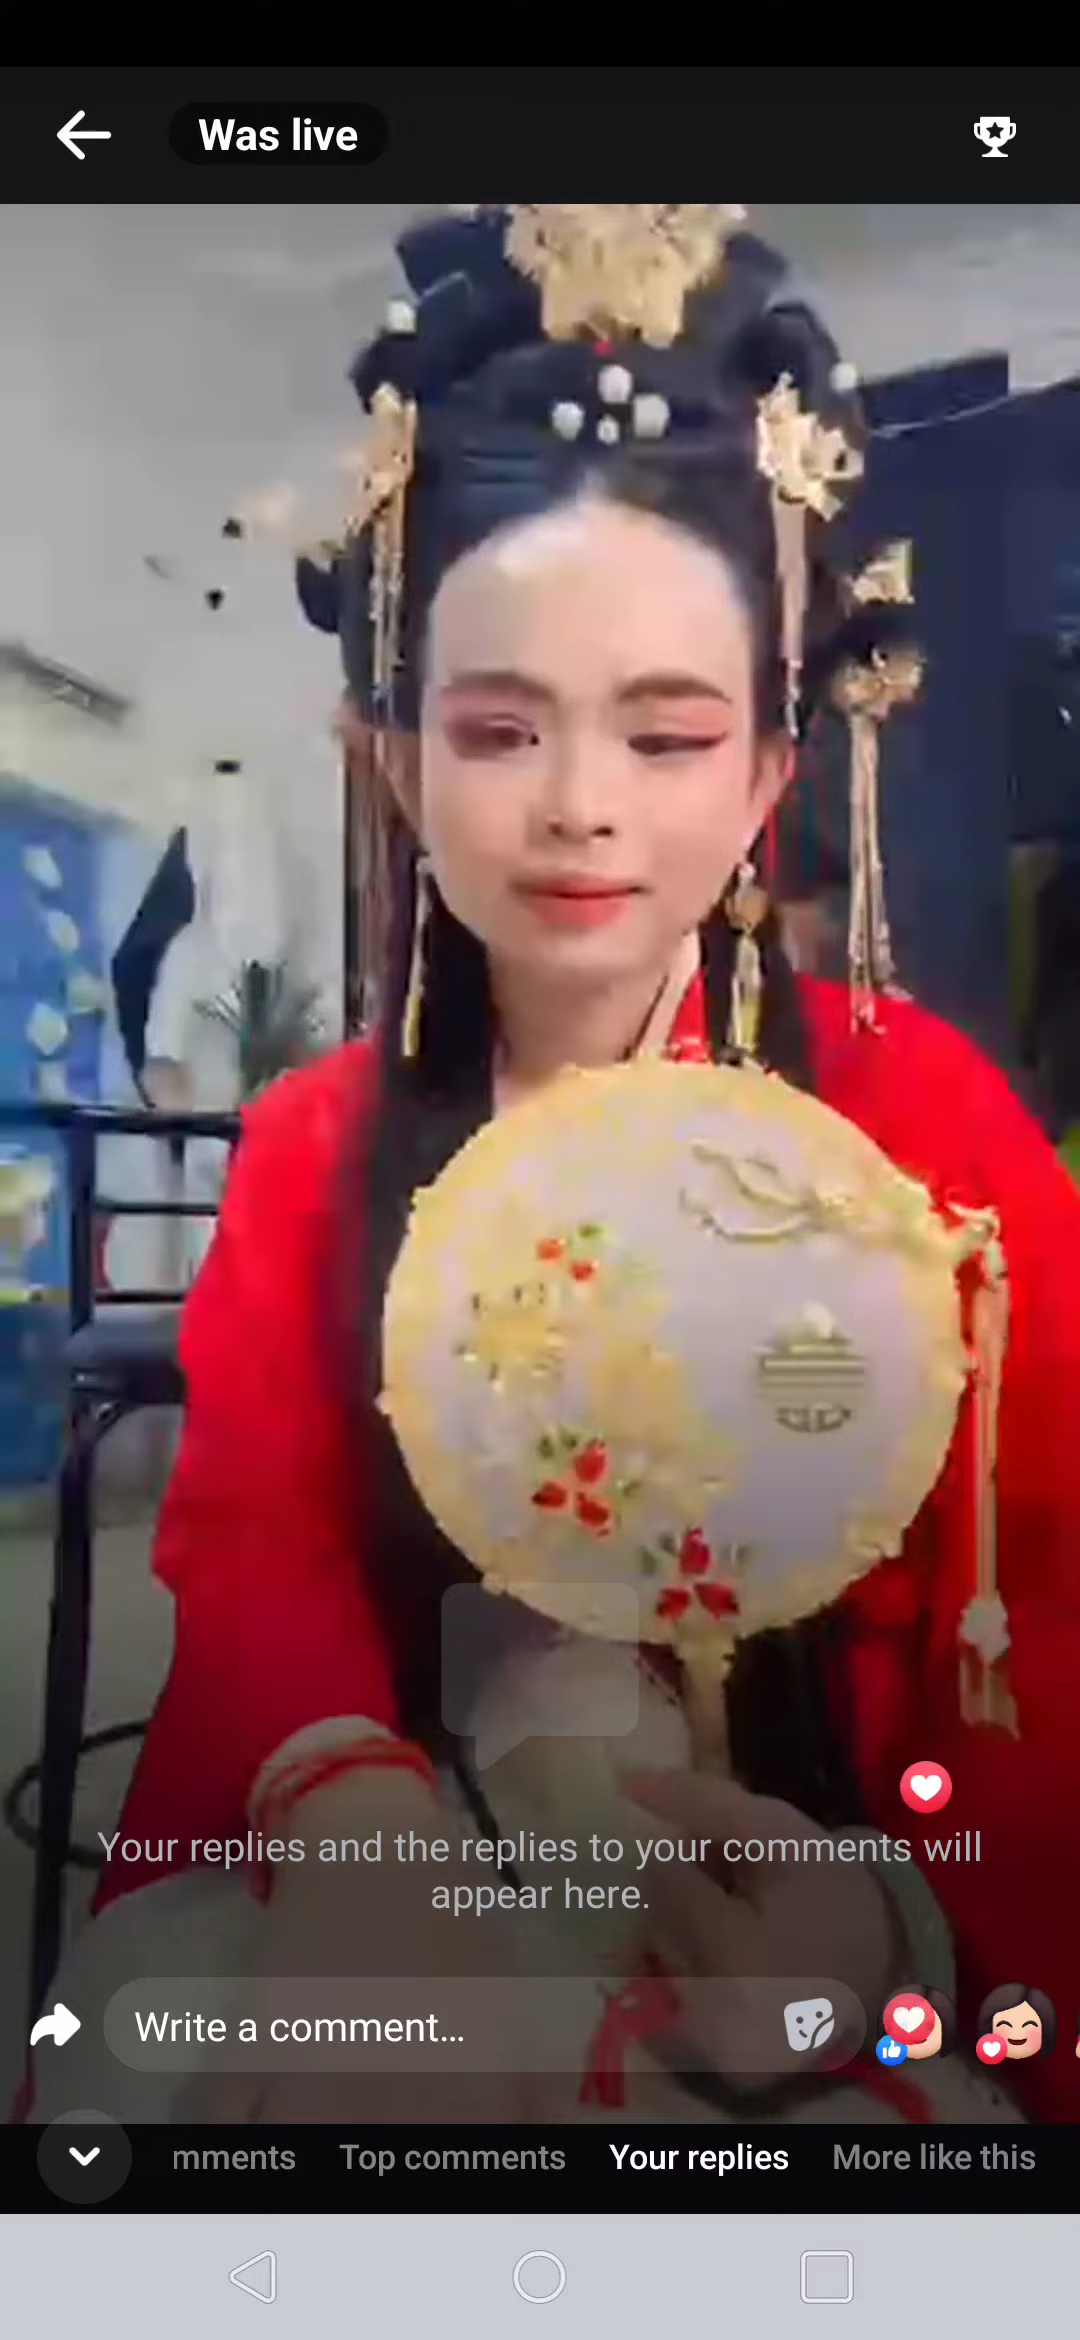 Was live
Your replies and the replies to your comments will
appear here.
Write a comment...
mments Top comments Your replies More like this